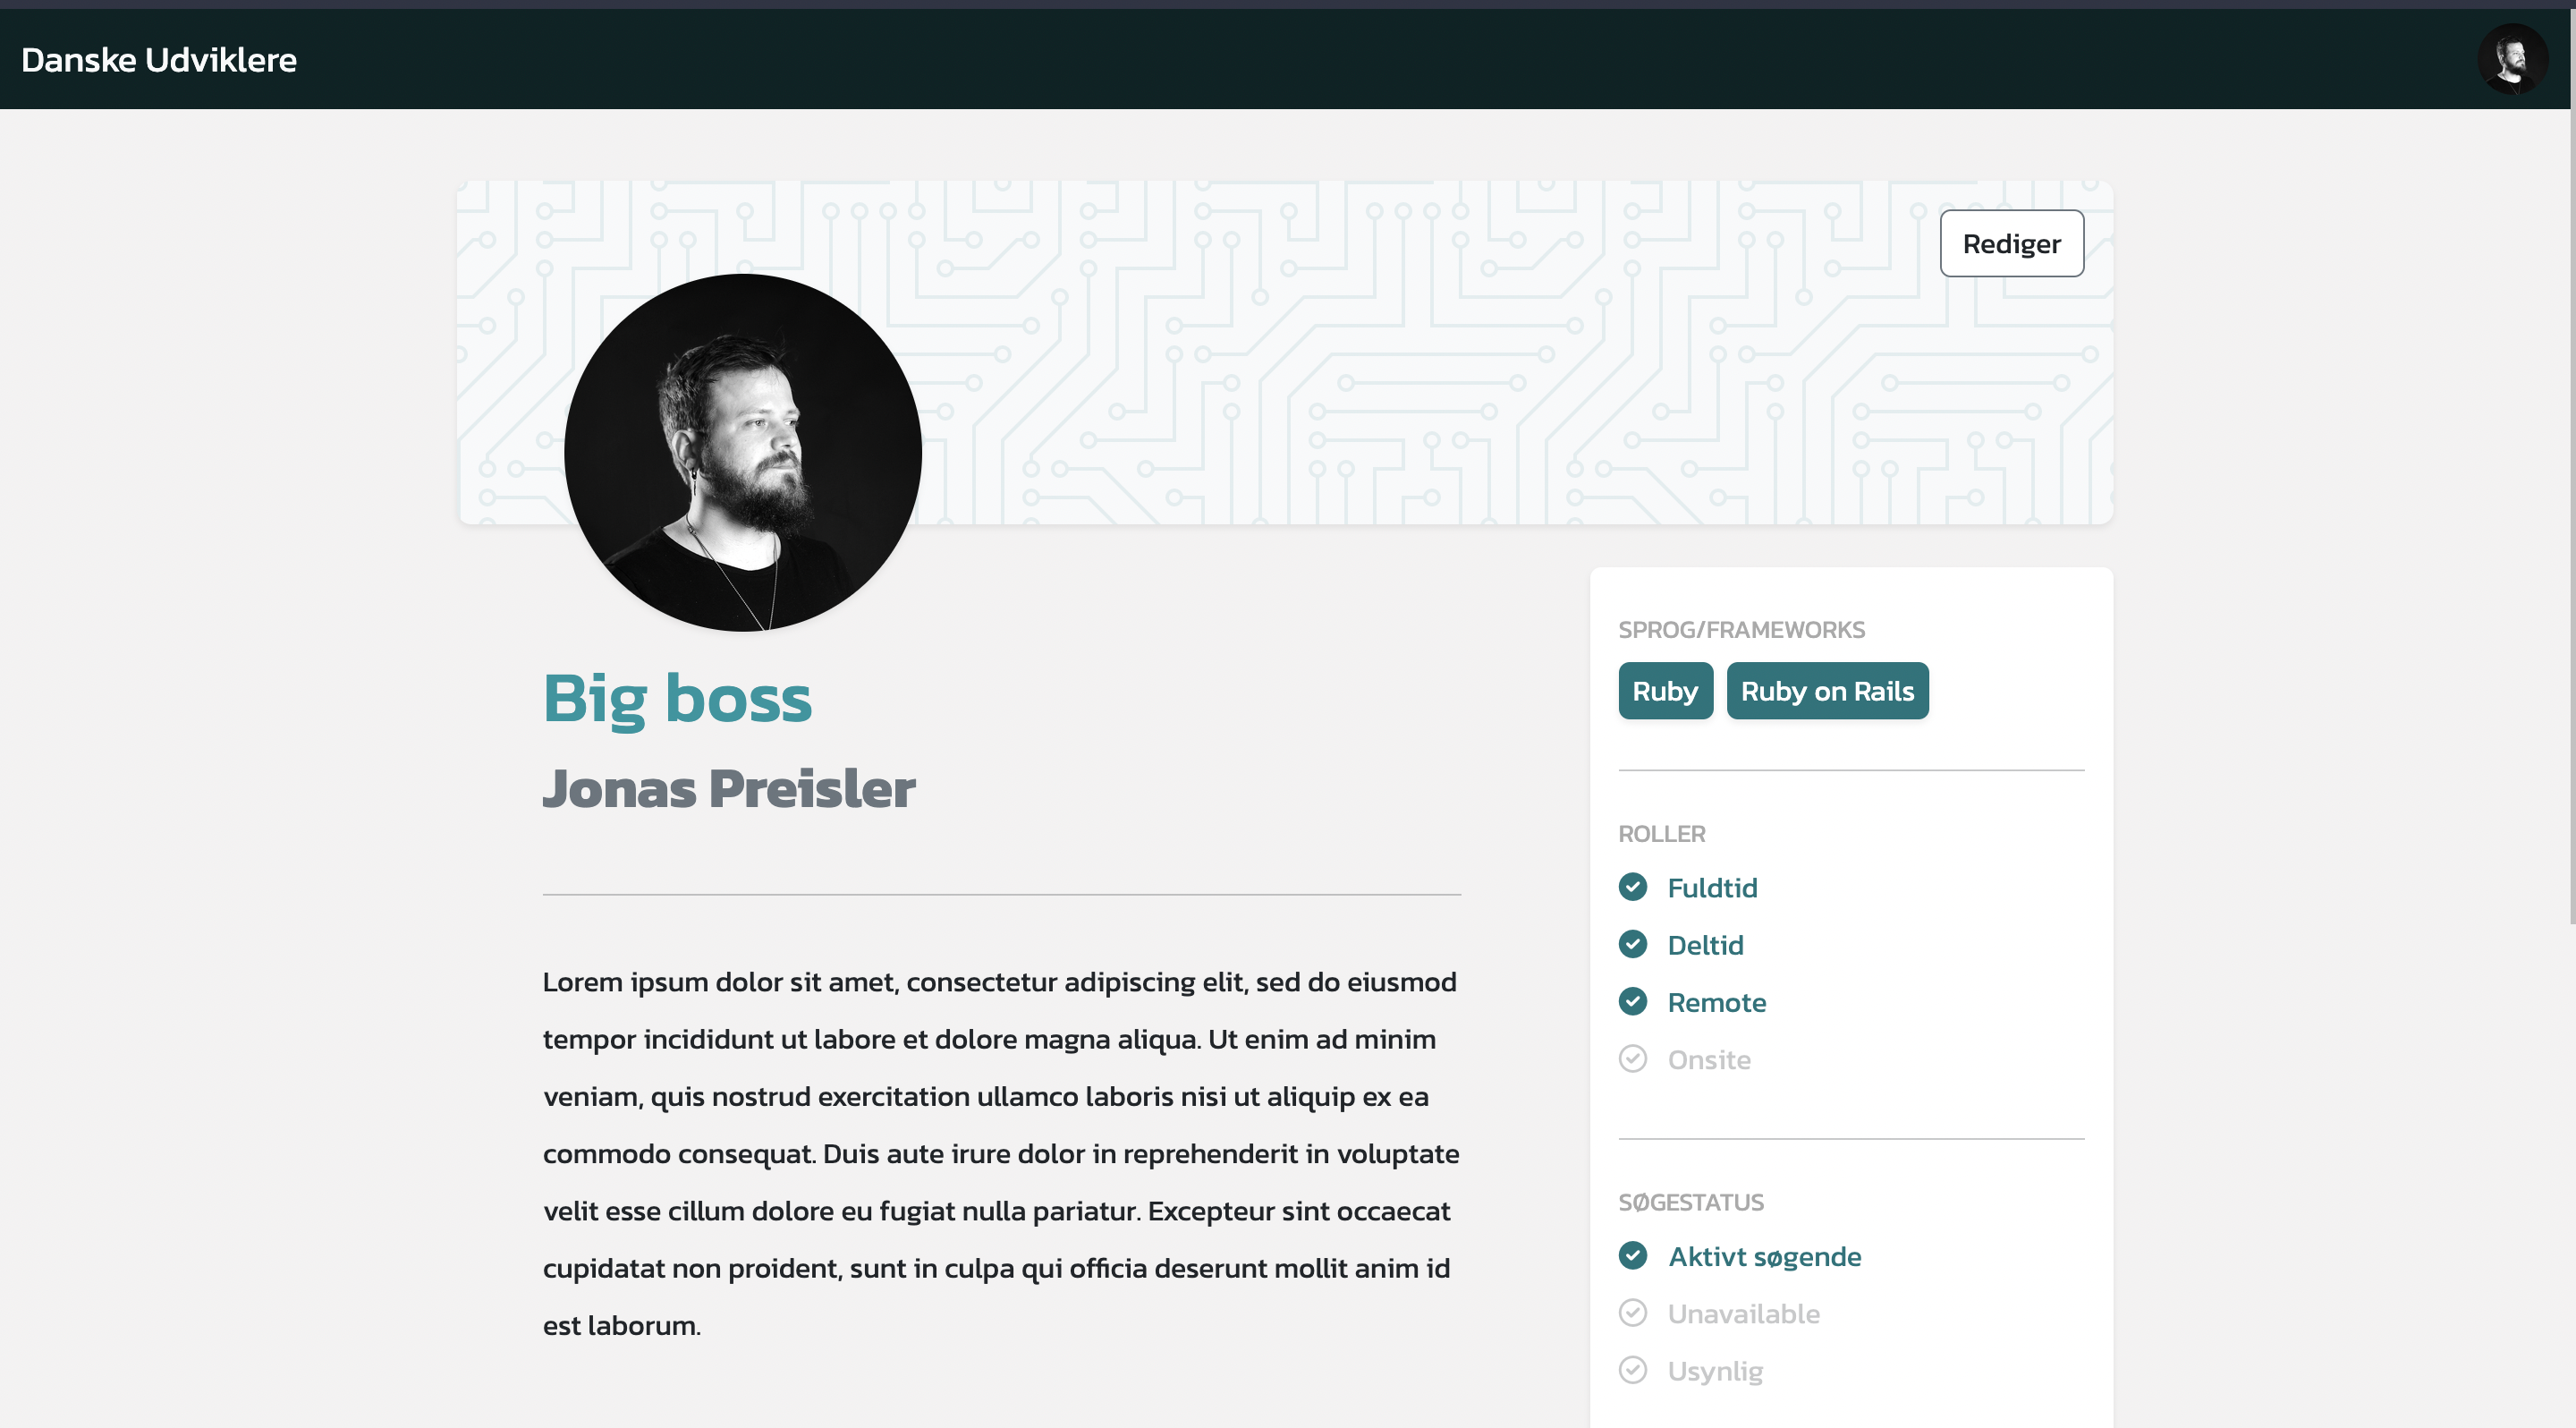 Danske Udviklere
Rediger
Big boss
Jonas Preisler
Lorem ipsum dolor sit amet, consectetur adipiscing elit, sed do eiusmod
tempor incididunt ut labore et dolore magna aliqua. Ut enim ad minim
veniam, quis nostrud exercitation ullamco laboris nisi ut aliquip ex ea
commodo consequat. Duis aute irure dolor in reprehenderit in voluptate
velit esse cillum dolore eu fugiat nulla pariatur. Excepteur sint occaecat
cupidatat non proident, sunt in culpa qui officia deserunt mollit anim id
est laborum.
SPROG/FRAMEWORKS
Ruby
Ruby on Rails
ROLLER
Fuldtid
Deltid
Remote
Onsite
SØGESTATUS
Aktivt søgende
Unavailable
Usynlig